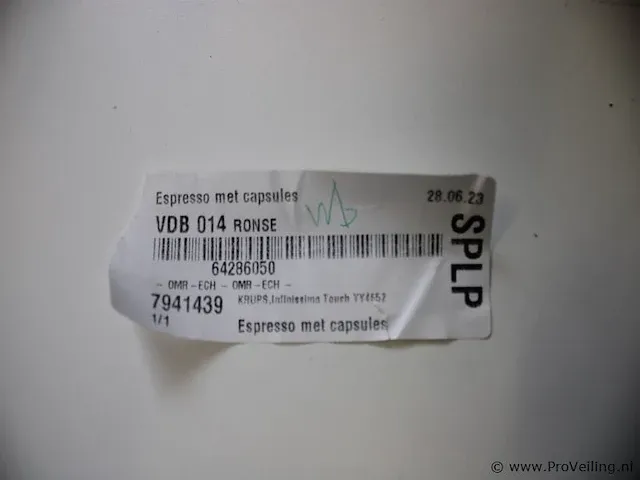 Espresso met capsules 28.06.23
VDB 014 RONSE
64286050
- OMR-ECH - OMR-ECH -
7941439 KRUPS,Infinissima Touch YY4652
1/1 Espresso met capsules
SPLP
© www.ProVeiling.nl